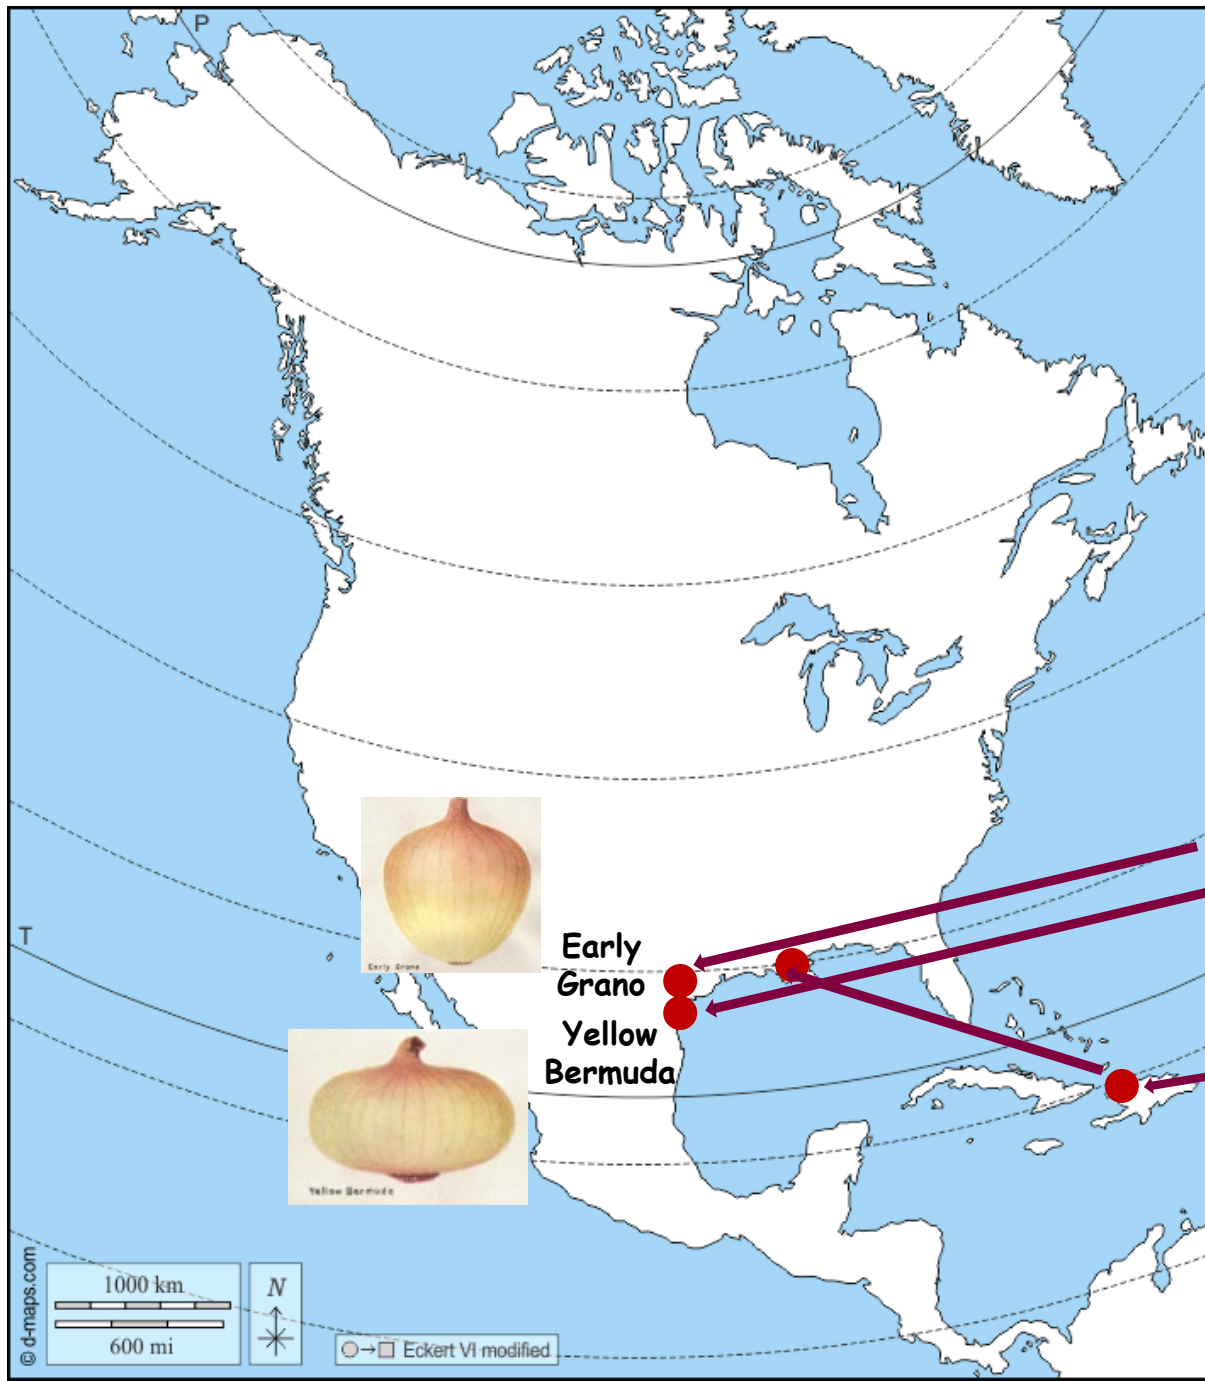 P
T
Early Grano
Early
Grano
Yellow
Bermuda
Yellow Bermuda
© d-maps.com
1000 km
600 mi
N
Eckert VI modified